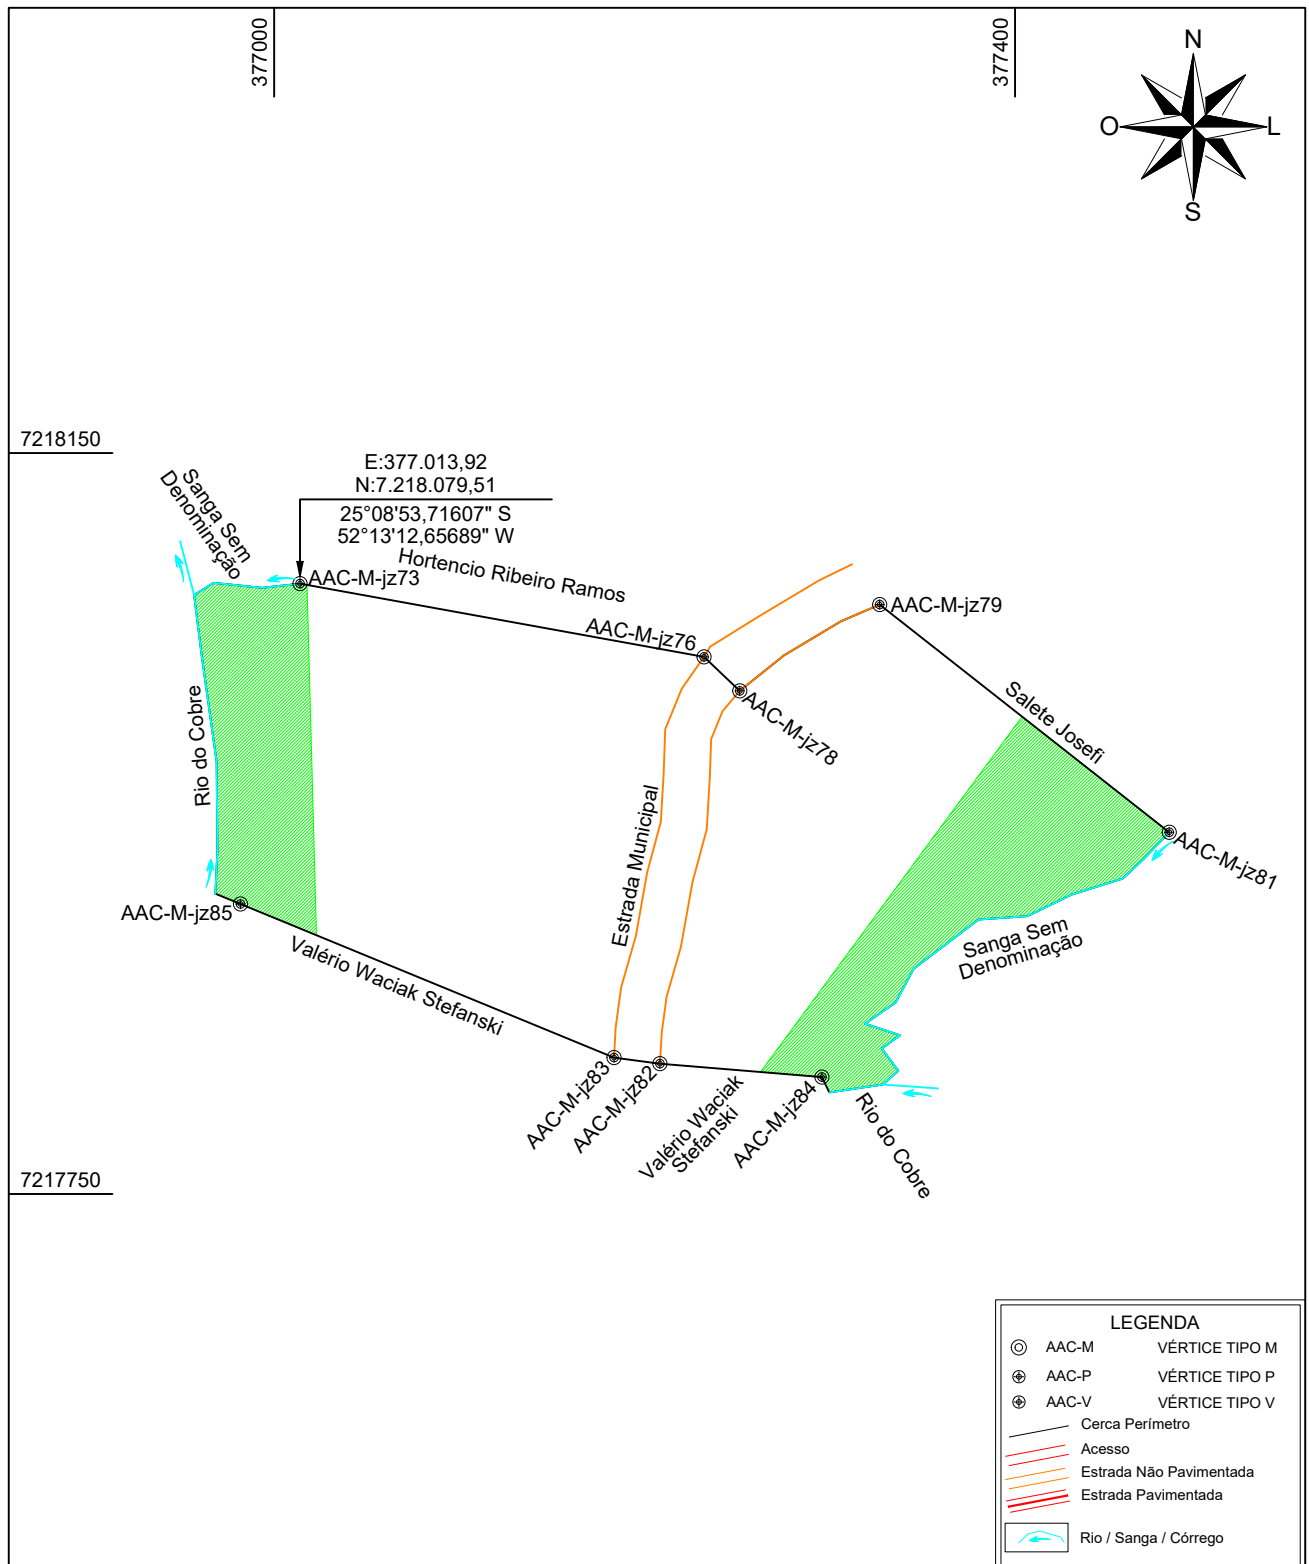 377000
377400
N
O
L
S
7218150
E:377.013,92
N:7.218.079,51
25°08'53,71607" S
52°13'12,65689" W
Sanga Sem
Denominação
Hortencio Ribeiro Ramos
AAC-M-jz73
AAC-M-jz76
AAC-M-jz79
AAC-M-jz78
Salete Josefi
Rio do Cobre
Estrada Municipal
AAC-M-jz81
AAC-M-jz85
Valério Waciak Stefanski
Sanga Sem
Denominação
AAC-M-jz83
AAC-M-jz82
Valério Waciak
Stefanski
AAC-M-jz84
Rio do Cobre
7217750
LEGENDA
AAC-M VÉRTICE TIPO M
AAC-P VÉRTICE TIPO P
AAC-V VÉRTICE TIPO V
Cerca Perímetro
Acesso
Estrada Não Pavimentada
Estrada Pavimentada
Rio / Sanga / Córrego